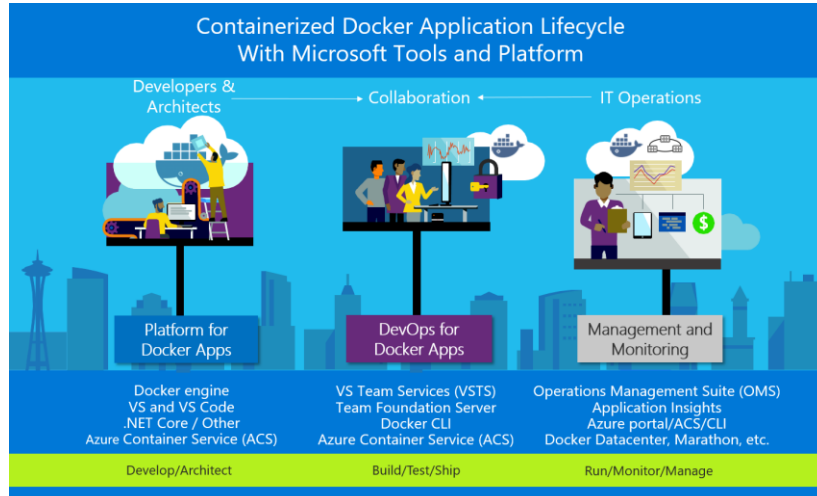 Containerized Docker Application Lifecycle
With Microsoft Tools and Platform
Developers &
Architects
Collaboration
IT Operations
$
Platform for
Docker Apps
DevOps for
Docker Apps
Management and
Monitoring
Docker engine
VS and VS Code
.NET Core / Other
Azure Container Service (ACS)
VS Team Services (VSTS)
Team Foundation Server
Docker CLI
Azure Container Service (ACS)
Operations Management Suite (OMS)
Application Insights
Azure portal/ACS/CLI
Docker Datacenter, Marathon, etc.
Develop/Architect
Build/Test/Ship
Run/Monitor/Manage